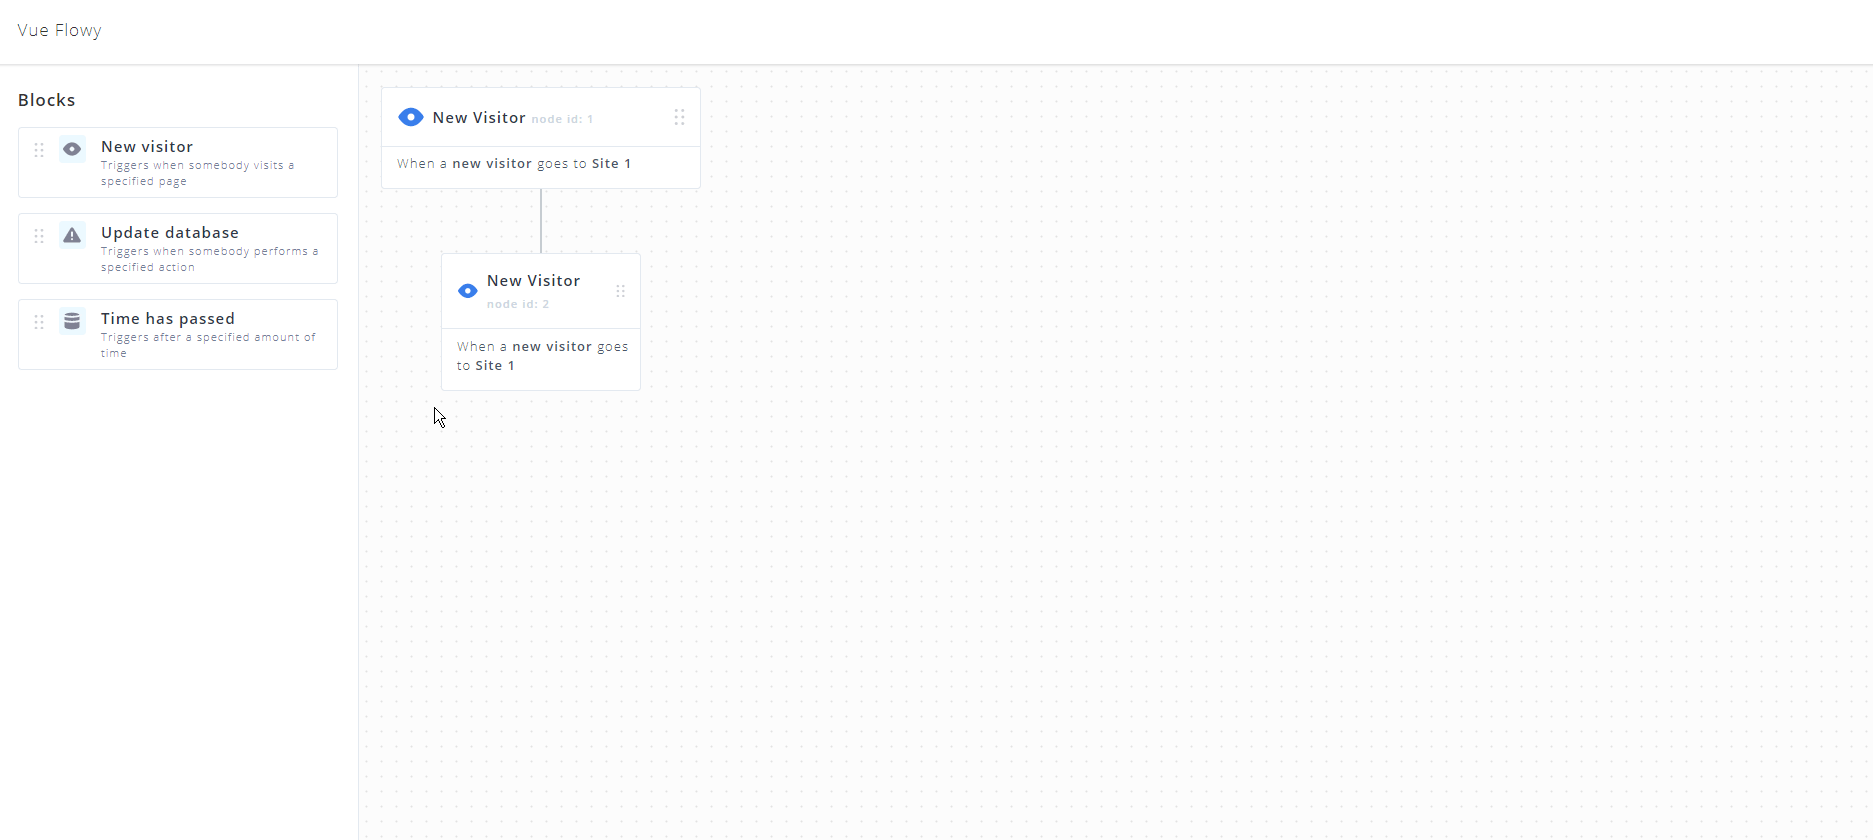 Vue Flowy
Blocks
New visitor
Triggers when somebody visits a
specified page
Update database
Triggers when somebody performs a
specified action
Time has passed
Triggers after a specified amount of
time
New Visitor node id: 1
When a new visitor goes to Site 1
New Visitor
node id: 2
When a new visitor goes
to Site 1